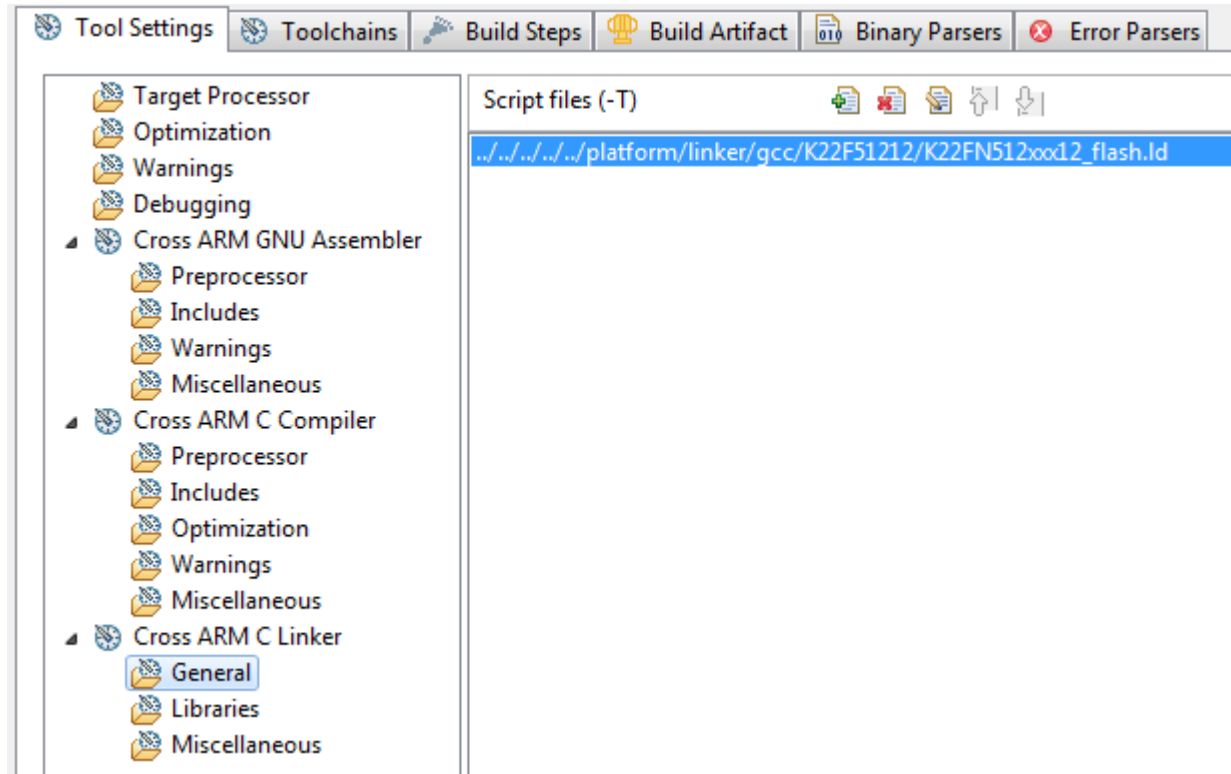 Tool Settings Toolchains Build Steps Build Artifact Binary Parsers Error Parsers
Target Processor
Optimization
Warnings
Debugging
Cross ARM GNU Assembler
Preprocessor
Includes
Warnings
Miscellaneous
Cross ARM C Compiler
Preprocessor
Includes
Optimization
Warnings
Miscellaneous
Cross ARM C Linker
General
Libraries
Miscellaneous
Script files (-T)
../../../../../platform/linker/gcc/K22F51212/K22FN512xxx12_flash.ld